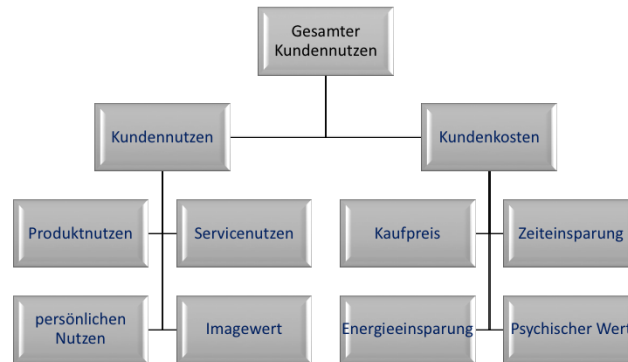 Gesamter
Kundennutzen
Kundennutzen
Kundenkosten
Produktnutzen
Servicenutzen
Kaufpreis
Zeiteinsparung
persönlichen
Nutzen
Imagewert
Energieeinsparung
Psychischer Wert